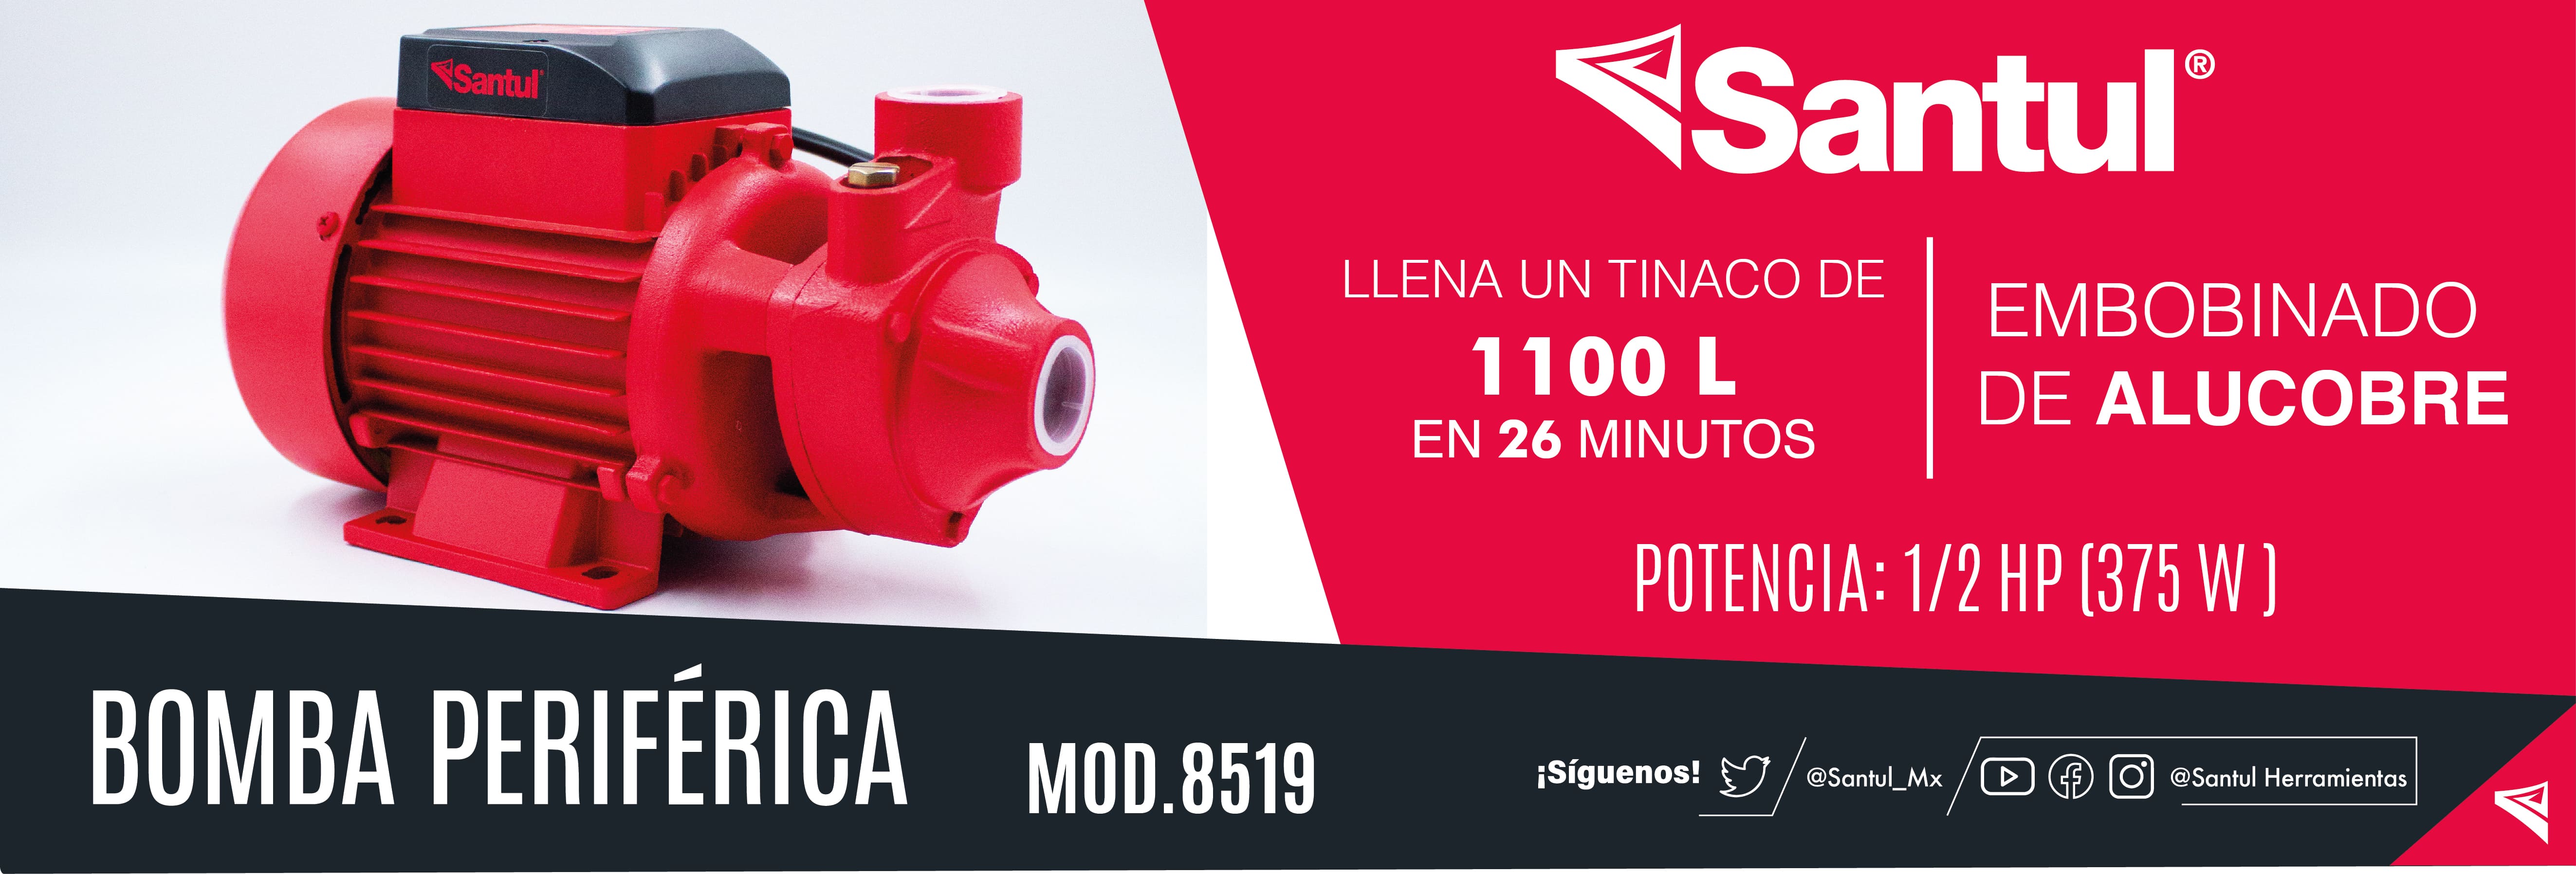 Santul
Santul®
LLENA UN TINACO DE
1100 L
EN 26 MINUTOS
EMBOBINADO
DE ALUCOBRE
POTENCIA: 1/2 HP (375 W )
BOMBA PERIFÉRICA
MOD.8519
¡Síguenos!
@Santul_Mx
@Santul Herramientas